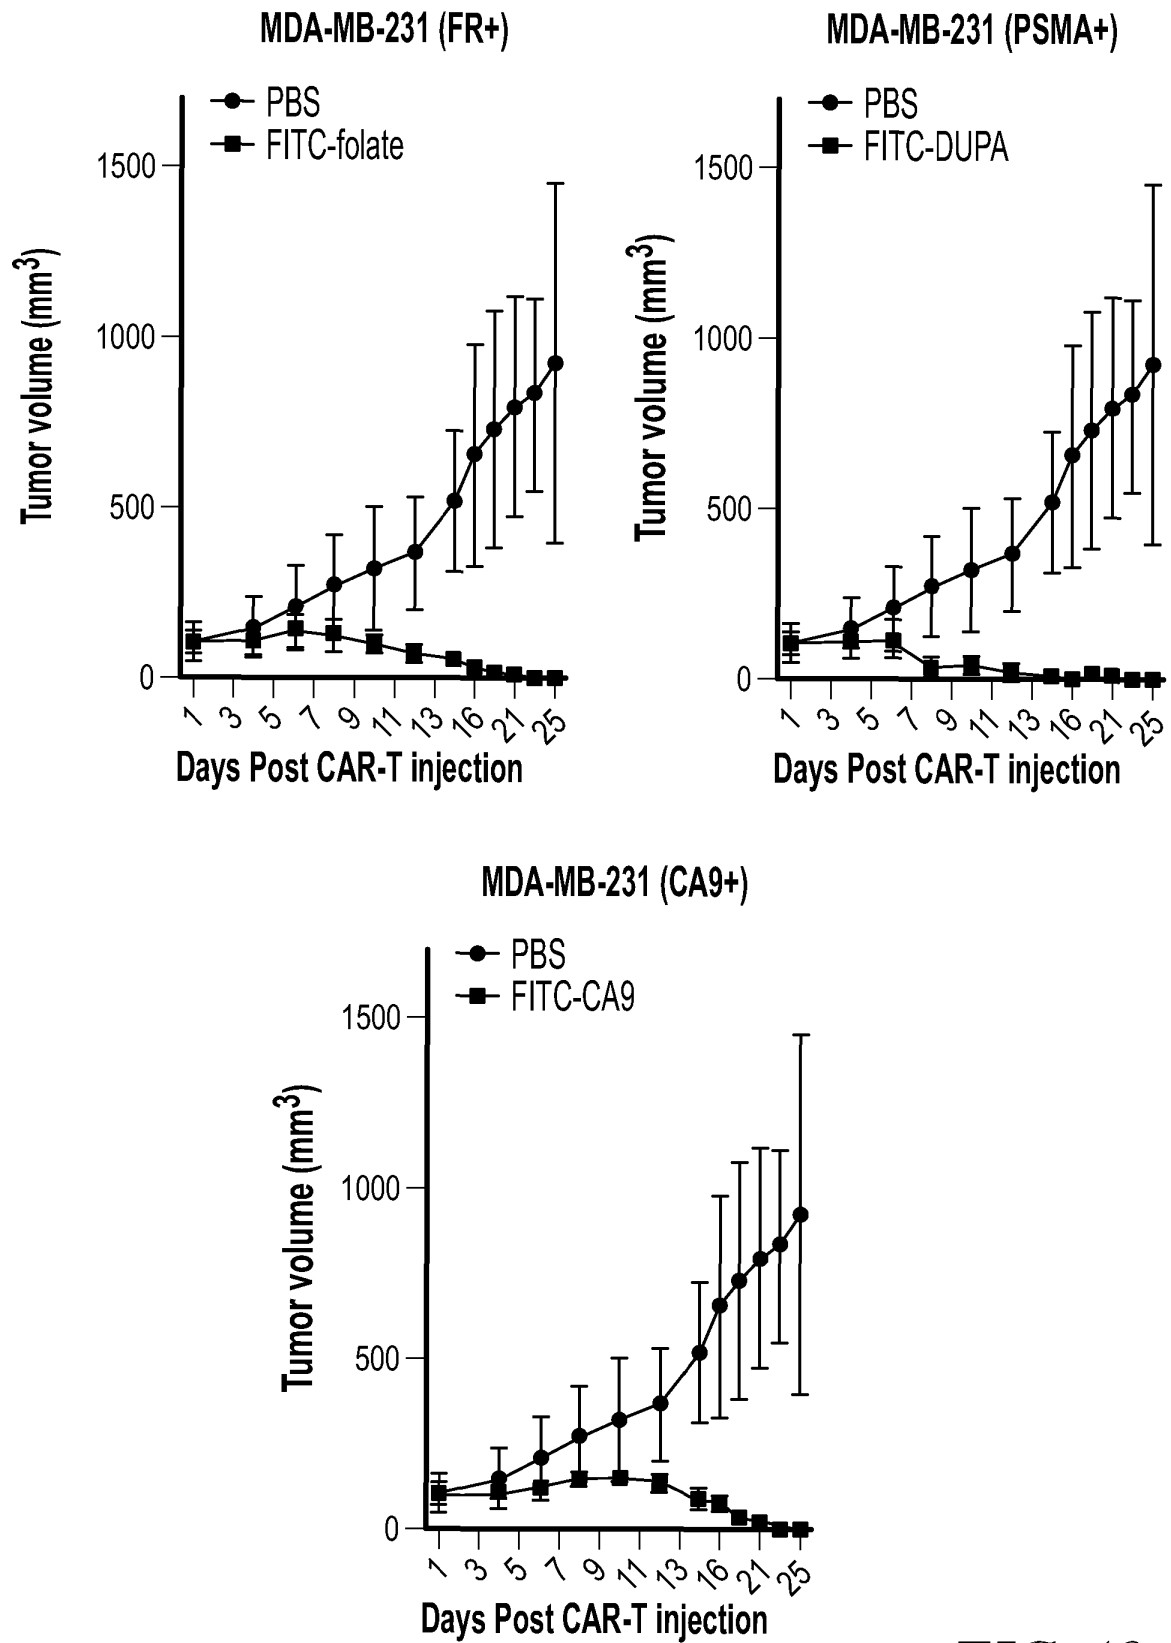 MDA-MB-231 (FR+)
PBS
FITC-folate
Tumor volume (mm³)
1500
1000
500
0
1 3 5 7 9 11 13 16 21 25
Days Post CAR-T injection
MDA-MB-231 (PSMA+)
PBS
FITC-DUPA
Tumor volume (mm³)
1500
1000
500
0
1 3 5 7 9 11 13 16 21 25
Days Post CAR-T injection
MDA-MB-231 (CA9+)
PBS
FITC-CA9
Tumor volume (mm³)
1500
1000
500
0
1 3 5 7 9 11 13 16 21 25
Days Post CAR-T injection